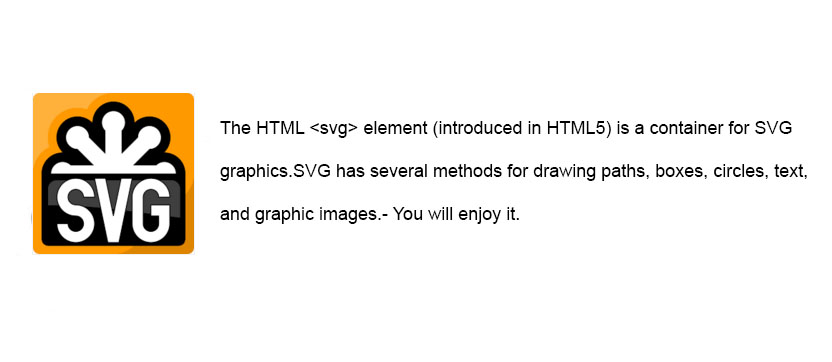 SVG
The HTML <svg> element (introduced in HTML5) is a container for SVG
graphics.SVG has several methods for drawing paths, boxes, circles, text,
and graphic images.- You will enjoy it.